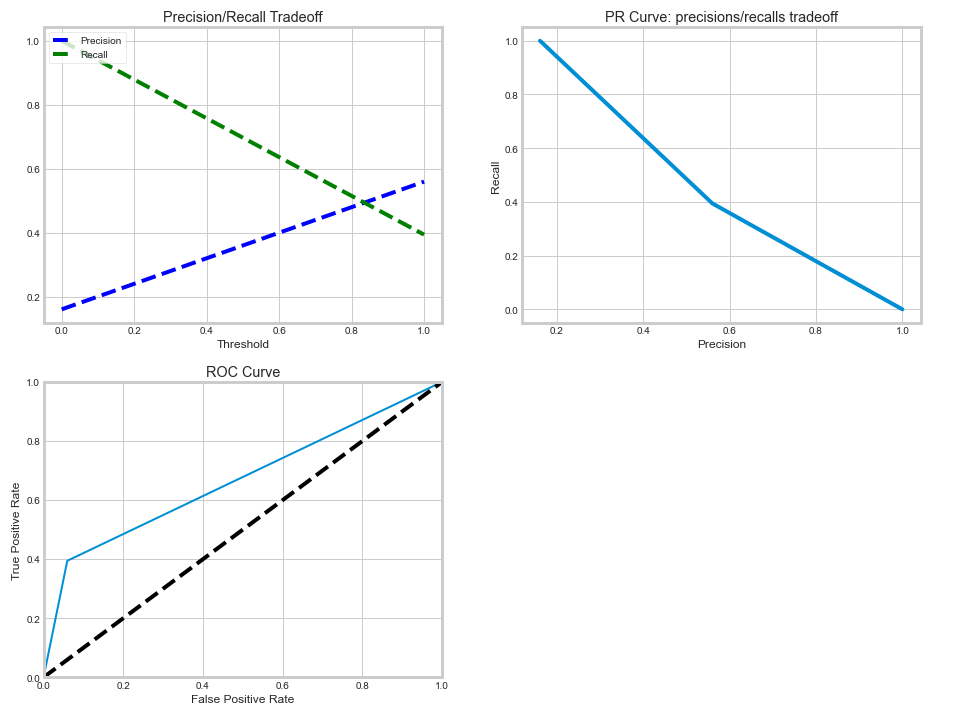 Precision/Recall Tradeoff
Precision
Recall
1.0
0.8
0.6
0.4
0.2
0.0 0.2 0.4 0.6 0.8 1.0
Threshold
PR Curve: precisions/recalls tradeoff
Recall
1.0
0.8
0.6
0.4
0.2
0.0
0.2 0.4 0.6 0.8 1.0
Precision
ROC Curve
True Positive Rate
1.0
0.8
0.6
0.4
0.2
0.0
0.0 0.2 0.4 0.6 0.8 1.0
False Positive Rate